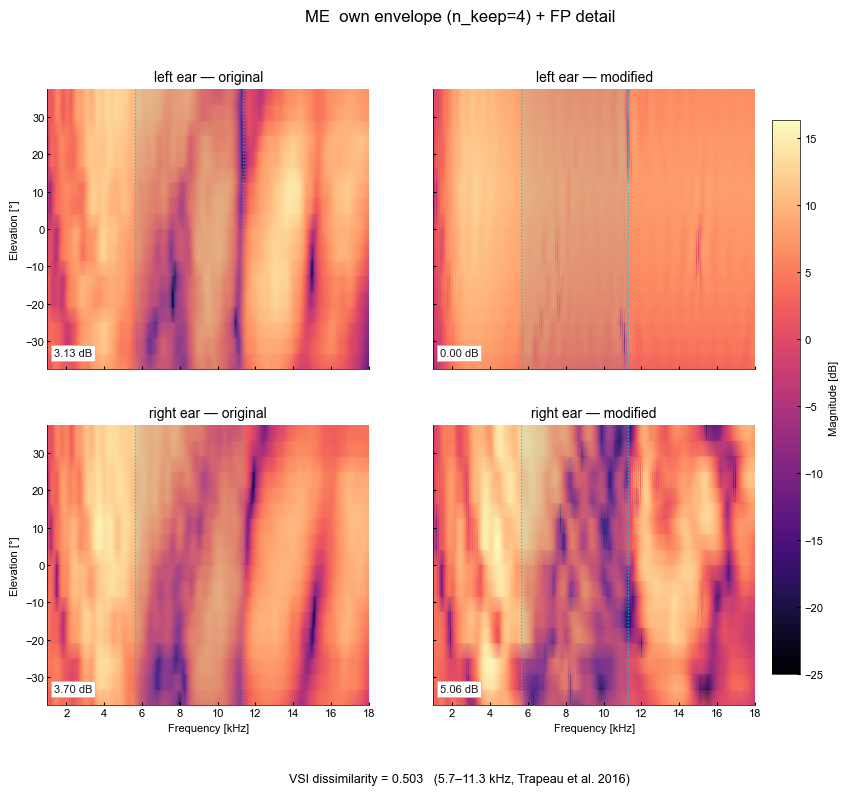 ME  own envelope (n_keep=4) + FP detail
left ear — original
left ear — modified
30
20
10
0
−10
−20
−30
Elevation [°]
3.13 dB
0.00 dB
15
10
5
0
−5
−10
−15
−20
−25
Magnitude [dB]
right ear — original
right ear — modified
30
20
10
0
−10
−20
−30
Elevation [°]
3.70 dB
5.06 dB
2 4 6 8 10 12 14 16 18
2 4 6 8 10 12 14 16 18
Frequency [kHz]
Frequency [kHz]
VSI dissimilarity = 0.503   (5.7–11.3 kHz, Trapeau et al. 2016)